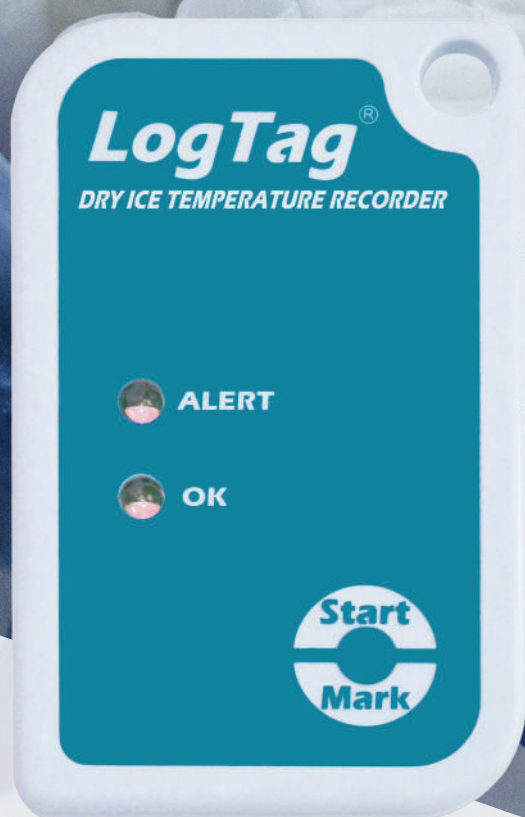 LogTag®
DRY ICE TEMPERATURE RECORDER
ALERT
OK
Start
Mark